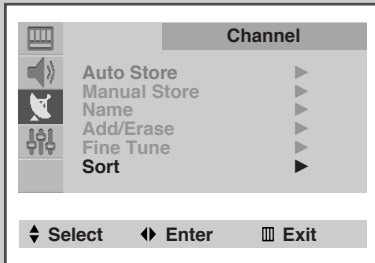 Channel
Auto Store
Manual Store
Name
Add/Erase
Fine Tune
Sort
Select Enter Exit